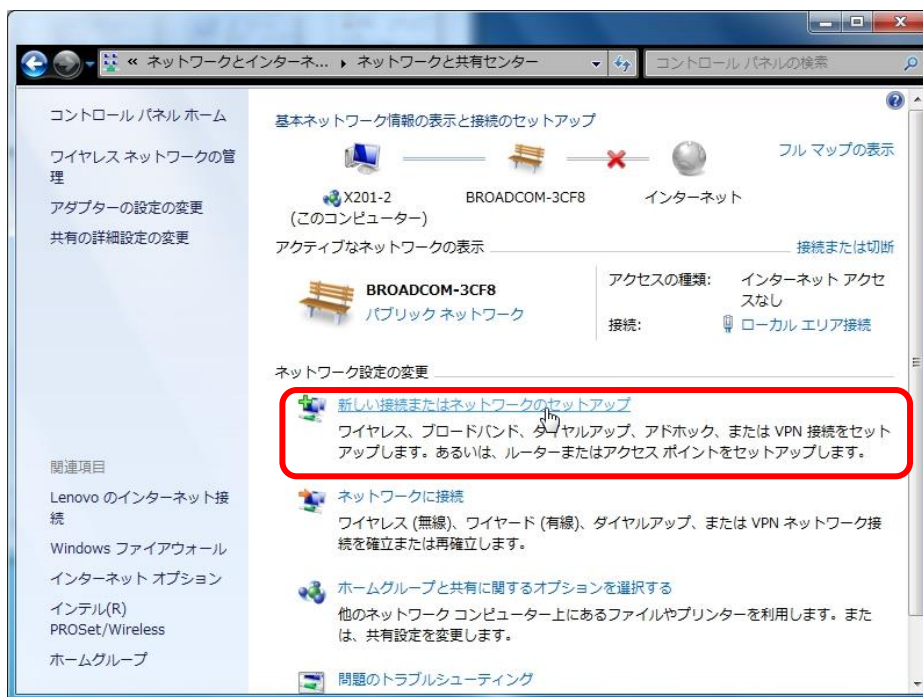 « ネットワークとインターネ... ▸ ネットワークと共有センター
コントロール パネルの検索
コントロール パネル ホーム
ワイヤレス ネットワークの管
理
アダプターの設定の変更
共有の詳細設定の変更
関連項目
Lenovo のインターネット接
続
Windows ファイアウォール
インターネット オプション
インテル(R)
PROSet/Wireless
ホームグループ
基本ネットワーク情報の表示と接続のセットアップ
フル マップの表示
X201-2
(このコンピューター)
BROADCOM-3CF8
インターネット
アクティブなネットワークの表示
接続または切断
BROADCOM-3CF8
パブリック ネットワーク
アクセスの種類:
インターネット アクセ
スなし
接続:
ローカル エリア接続
ネットワーク設定の変更
新しい接続またはネットワークのセットアップ
ワイヤレス、ブロードバンド、ダイヤルアップ、アドホック、または VPN 接続をセット
アップします。あるいは、ルーターまたはアクセス ポイントをセットアップします。
ネットワークに接続
ワイヤレス (無線)、ワイヤード (有線)、ダイヤルアップ、または VPN ネットワーク接
続を確立または再確立します。
ホームグループと共有に関するオプションを選択する
他のネットワーク コンピューター上にあるファイルやプリンターを利用します。また
は、共有設定を変更します。
問題のトラブルシューティング